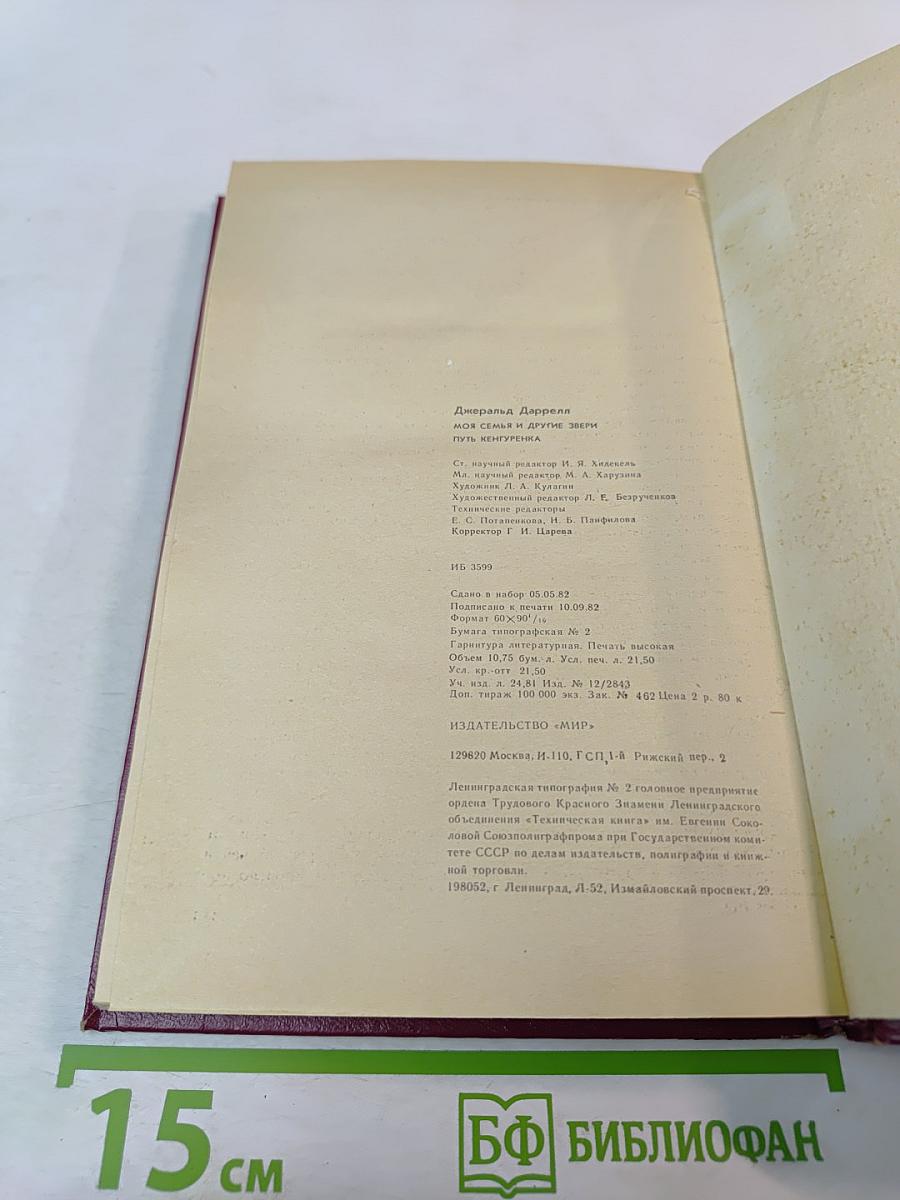 Джеральд Даррелл
МОЯ СЕМЬЯ И ДРУГИЕ ЗВЕРИ
ПУТЬ КЕНГУРЕНКА
Ст. научный редактор И. Я. Хидекель
Мл. научный редактор М. А. Харузина
Художник Л. А. Кулагин
Художественный редактор Л. Е. Безрученков
Технические редакторы
Е. С. Потапенкова, Н. Б. Панфилова
Корректор Г И. Царева
ИБ 3599
Сдано в набор 05.05.82
Подписано к печати 10.09.82
Формат 60×90¹/₁₆
Бумага типографская № 2
Гарнитура литературная. Печать высокая
Объем 10,75 бум. л. Усл. печ. л. 21,50
Усл. кр.-отт 21,50
Уч. изд. л. 24,81 Изд. № 12/2843
Доп. тираж 100 000 экз. Зак. № 462 Цена 2 р. 80 к
ИЗДАТЕЛЬСТВО «МИР»
129820 Москва, И-110, ГСП, 1-й Рижский пер., 2
Ленинградская типография № 2 головное предприятие
ордена Трудового Красного Знамени Ленинградского
объединения «Техническая книга» им. Евгении Соко-
ловой Союзполиграфпрома при Государственном коми-
тете СССР по делам издательств, полиграфии и книж-
ной торговли.
198052, г Ленинград, Л-52, Измайловский проспект, 29.
15 см
БФ БИБЛИОФАН